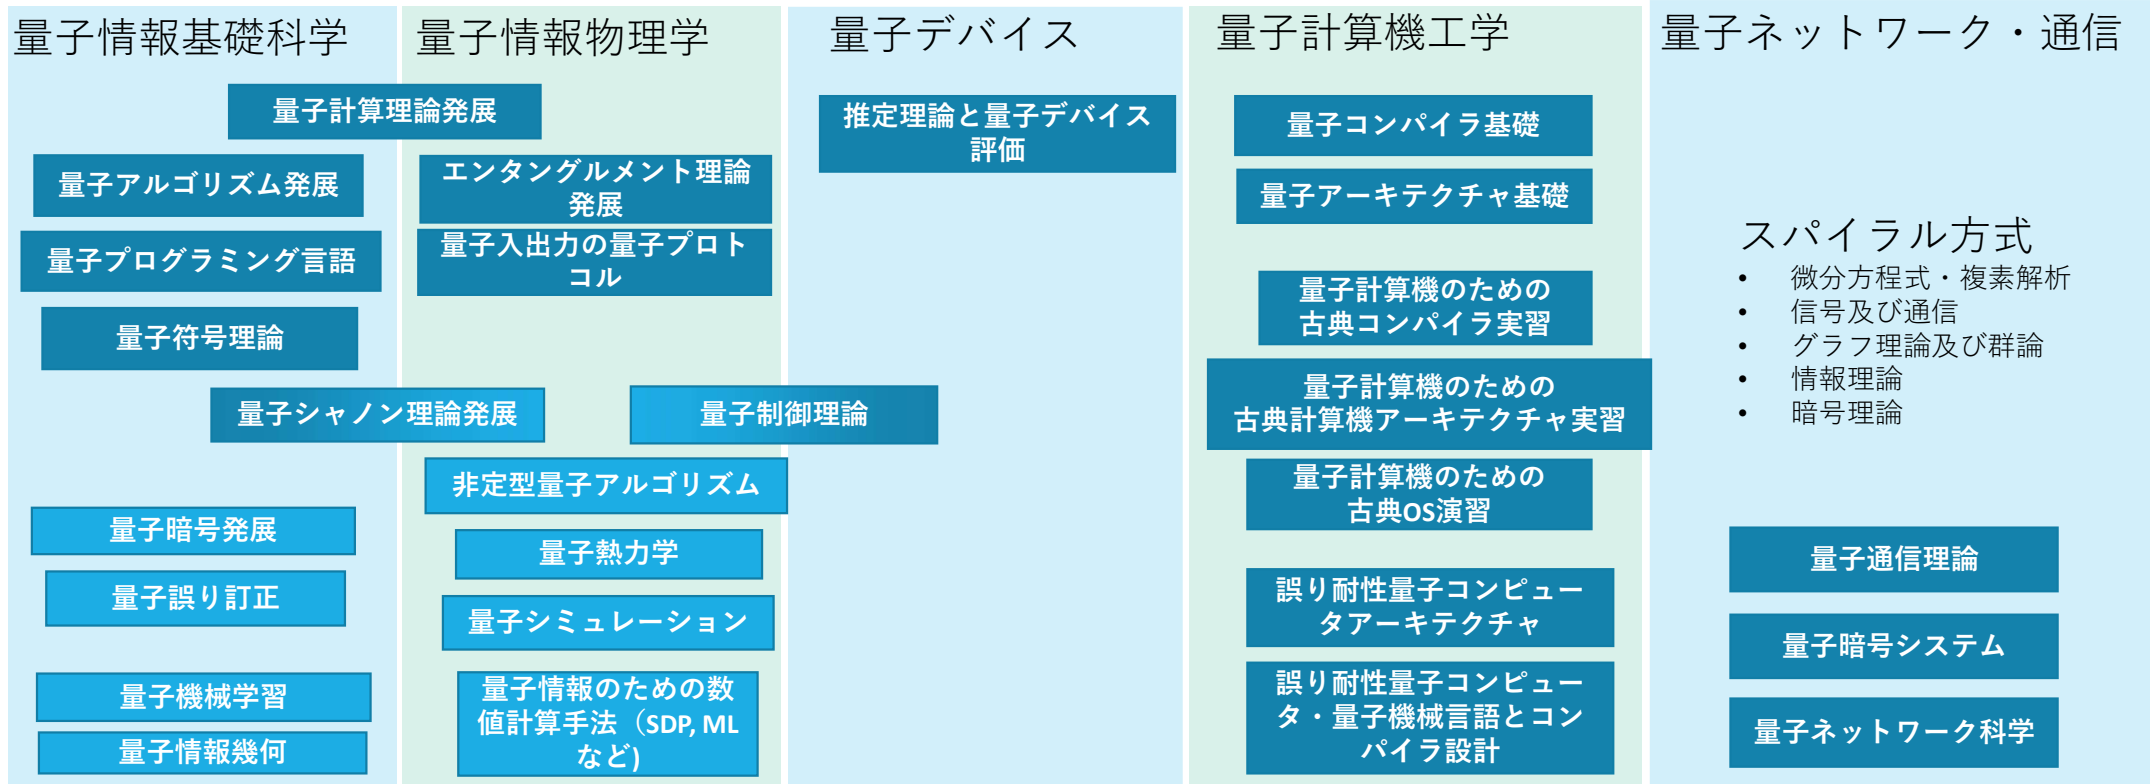 量子情報基礎科学
量子情報物理学
量子デバイス
量子計算機工学
量子ネットワーク・通信
量子計算理論発展
量子アルゴリズム発展
量子プログラミング言語
量子符号理論
量子シャノン理論発展
量子暗号発展
量子誤り訂正
量子機械学習
量子情報幾何
エンタングルメント理論
発展
量子入出力の量子プロト
コル
量子制御理論
非定型量子アルゴリズム
量子熱力学
量子シミュレーション
量子情報のための数
値計算手法（SDP, ML
など)
推定理論と量子デバイス
評価
量子コンパイラ基礎
量子アーキテクチャ基礎
量子計算機のための
古典コンパイラ実習
量子計算機のための
古典計算機アーキテクチャ実習
量子計算機のための
古典OS演習
誤り耐性量子コンピュー
タアーキテクチャ
誤り耐性量子コンピュー
タ・量子機械言語とコン
パイラ設計
スパイラル方式
• 微分方程式・複素解析
• 信号及び通信
• グラフ理論及び群論
• 情報理論
• 暗号理論
量子通信理論
量子暗号システム
量子ネットワーク科学